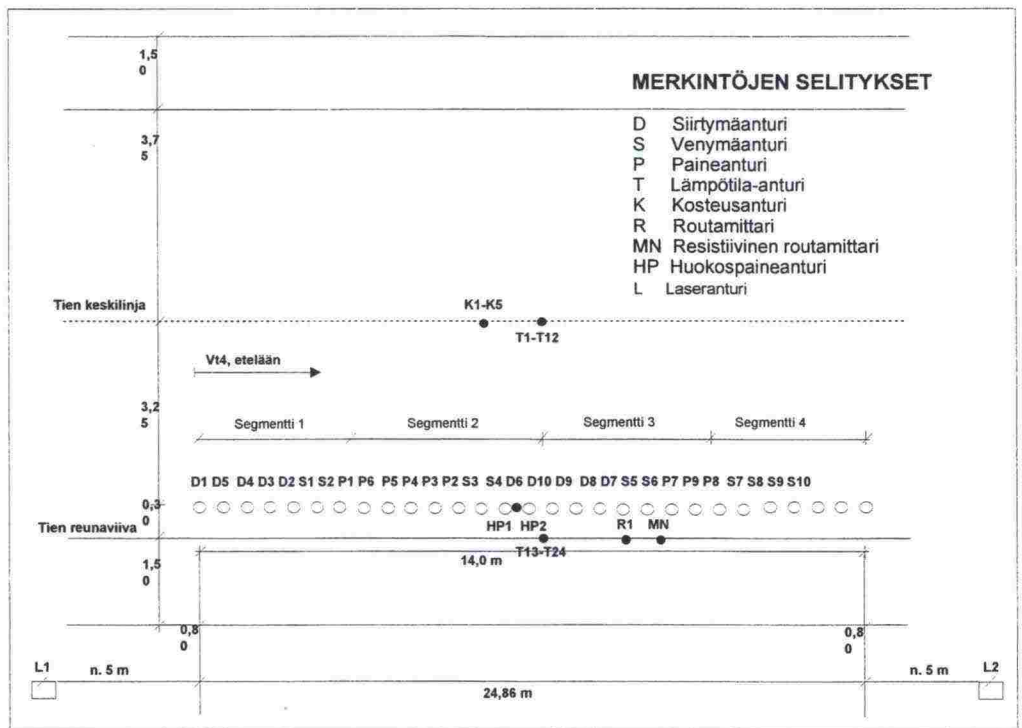 1,5
0
MERKINTÖJEN SELITYKSET
D Siirtymäanturi
S Venymäanturi
P Paineanturi
T Lämpötila-anturi
K Kosteusanturi
R Routamittari
MN Resistiivinen routamittari
HP Huokospaineanturi
L Laseranturi
3,7
5
Tien keskilinja
K1-K5
T1-T12
Vt4, etelään
3,2
5
Segmentti 1 Segmentti 2 Segmentti 3 Segmentti 4
D1 D5 D4 D3 D2 S1 S2 P1 P6 P5 P4 P3 P2 S3 S4 D6 D10 D9 D8 D7 S5 S6 P7 P9 P8 S7 S8 S9 S10
0,3
0
Tien reunaviiva
HP1 HP2 R1 MN
T13-T24
14,0 m
1,5
0
0,8
0
0,8
0
L1 n. 5 m n. 5 m L2
24,86 m